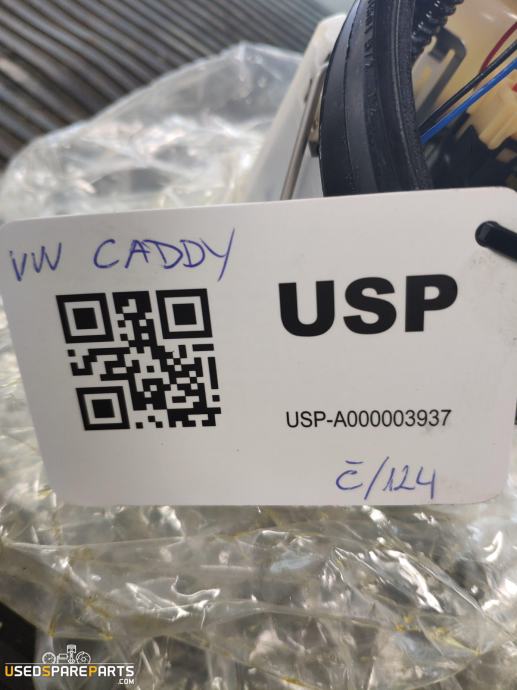 VW CADDY
USP
USP-A000003937
č/124
USEDSPAREPARTS
.COM